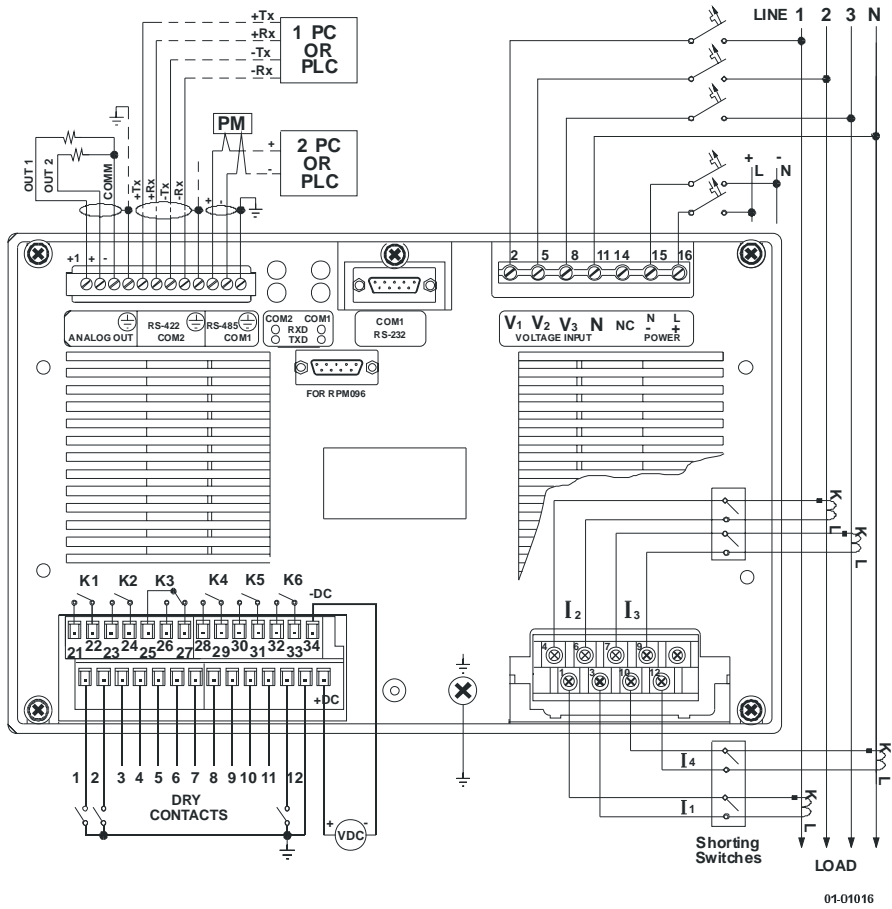 +Tx
+Rx
-Tx
-Rx
1 PC
OR
PLC
LINE 1 2 3 N
PM
+
-
2 PC
OR
PLC
OUT 1
OUT 2
COMM
+Tx
+Rx
-Tx
-Rx
+ -
+ -
L N
+1 + -
2 5 8 11 14 15 16
ANALOG OUT
RS-422
COM2
RS-485
COM1
COM2 COM1
RXD
TXD
COM1
RS-232
V1 V2 V3 N NC N L
- +
VOLTAGE INPUT POWER
FOR RPM096
K
L
K
L
I2 I3
K1 K2 K3 K4 K5 K6 -DC
21 22 23 24 25 26 27 28 29 30 31 32 33 34
4 6 7 9
1 3 10 12
+DC
1 2 3 4 5 6 7 8 9 10 11 12
DRY
CONTACTS
+ -
VDC
I4
K
L
I1
K
L
Shorting
Switches
LOAD
01-01016